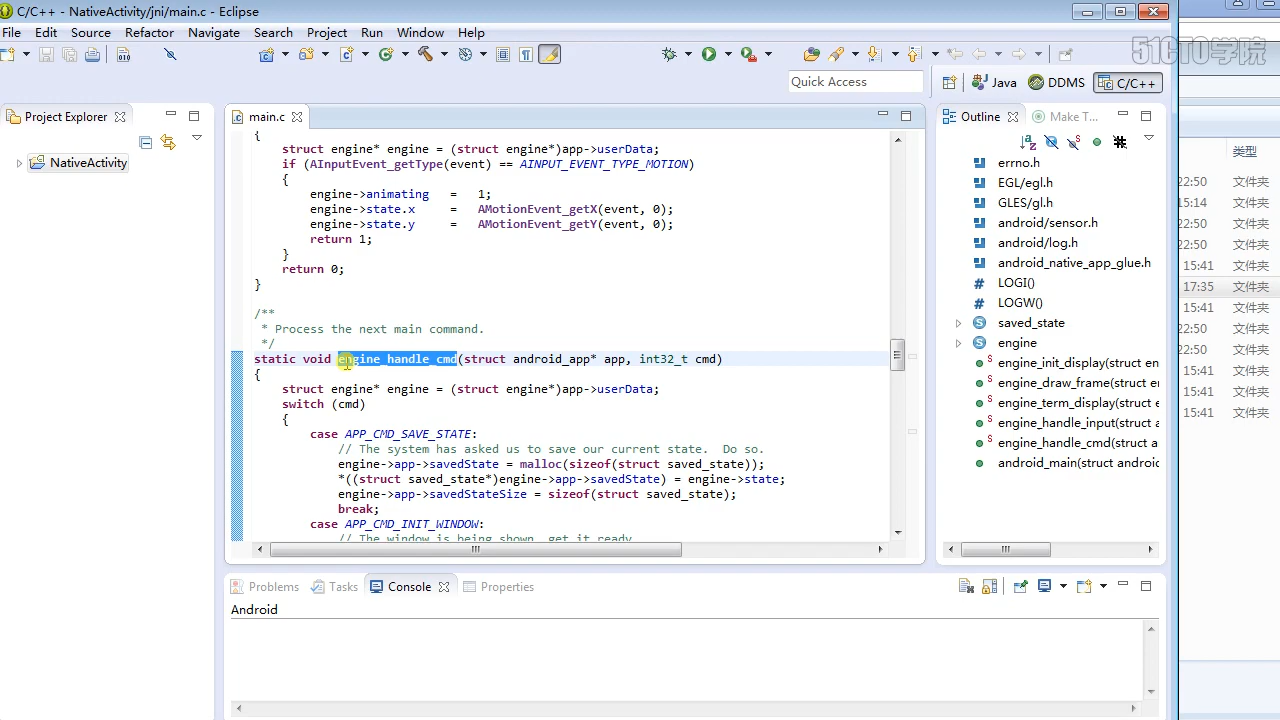 C/C++ - NativeActivity/jni/main.c - Eclipse
File Edit Source Refactor Navigate Search Project Run Window Help
51CTO学院
Quick Access
Java DDMS C/C++
Project Explorer
NativeActivity
main.c
{
struct engine* engine = (struct engine*)app->userData;
if (AInputEvent_getType(event) == AINPUT_EVENT_TYPE_MOTION)
{
engine->animating = 1;
engine->state.x = AMotionEvent_getX(event, 0);
engine->state.y = AMotionEvent_getY(event, 0);
return 1;
}
return 0;
}
/**
* Process the next main command.
*/
static void engine_handle_cmd(struct android_app* app, int32_t cmd)
{
struct engine* engine = (struct engine*)app->userData;
switch (cmd)
{
case APP_CMD_SAVE_STATE:
// The system has asked us to save our current state. Do so.
engine->app->savedState = malloc(sizeof(struct saved_state));
*((struct saved_state*)engine->app->savedState) = engine->state;
engine->app->savedStateSize = sizeof(struct saved_state);
break;
case APP_CMD_INIT_WINDOW:
// The window is being shown, get it ready.
Outline Make T...
errno.h
EGL/egl.h
GLES/gl.h
android/sensor.h
android/log.h
android_native_app_glue.h
LOGI()
LOGW()
saved_state
engine
engine_init_display(struct e
engine_draw_frame(struct e
engine_term_display(struct e
engine_handle_input(struct a
engine_handle_cmd(struct a
android_main(struct android
Problems Tasks Console Properties
Android
类型
22:50 文件夹
15:14 文件夹
22:50 文件夹
22:50 文件夹
15:41 文件夹
17:35 文件夹
15:41 文件夹
22:50 文件夹
22:50 文件夹
15:41 文件夹
15:41 文件夹
15:41 文件夹